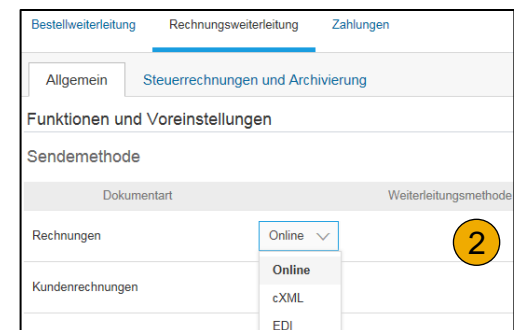 Bestellweiterleitung Rechnungsweiterleitung Zahlungen
Allgemein Steuerrechnungen und Archivierung
Funktionen und Voreinstellungen
Sendemethode
Dokumentart Weiterleitungsmethode
Rechnungen Online 2
Online
Kundenrechnungen
cXML
EDI